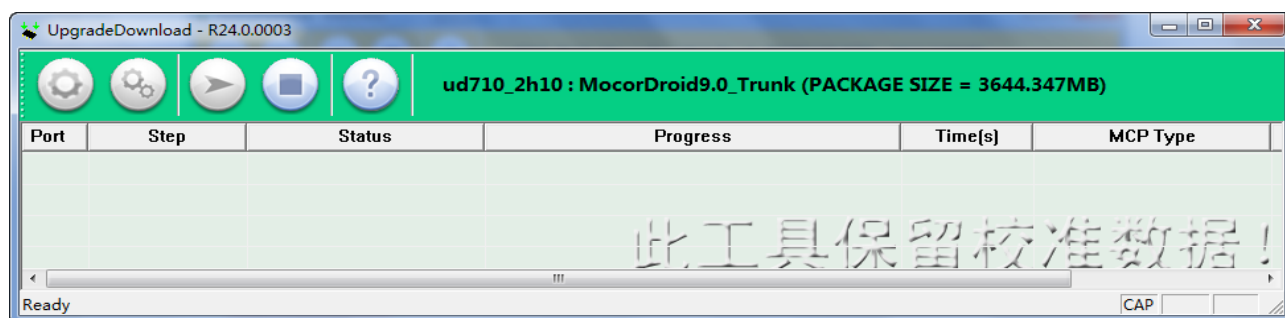 UpgradeDownload - R24.0.0003
ud710_2h10 : MocorDroid9.0_Trunk (PACKAGE SIZE = 3644.347MB)
Port Step Status Progress Time(s) MCP Type
此工具保留校准数据！
Ready CAP